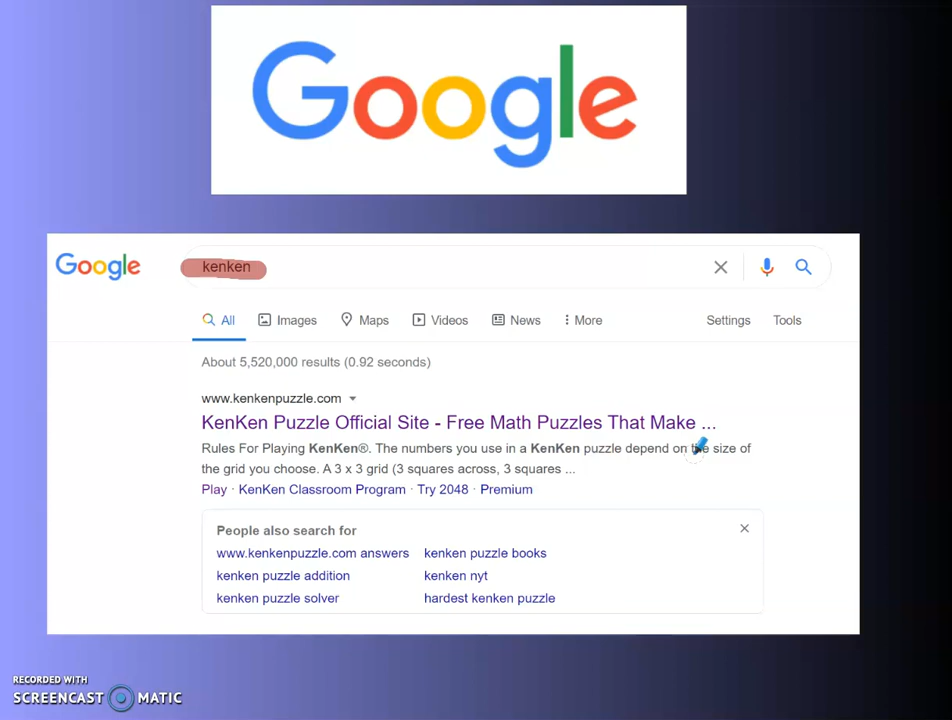 Google
Google
kenken
All Images Maps Videos News More Settings Tools
About 5,520,000 results (0.92 seconds)
www.kenkenpuzzle.com
KenKen Puzzle Official Site - Free Math Puzzles That Make ...
Rules For Playing KenKen®. The numbers you use in a KenKen puzzle depend on the size of
the grid you choose. A 3 x 3 grid (3 squares across, 3 squares ...
Play · KenKen Classroom Program · Try 2048 · Premium
People also search for
www.kenkenpuzzle.com answers kenken puzzle books
kenken puzzle addition kenken nyt
kenken puzzle solver hardest kenken puzzle
RECORDED WITH
SCREENCAST MATIC